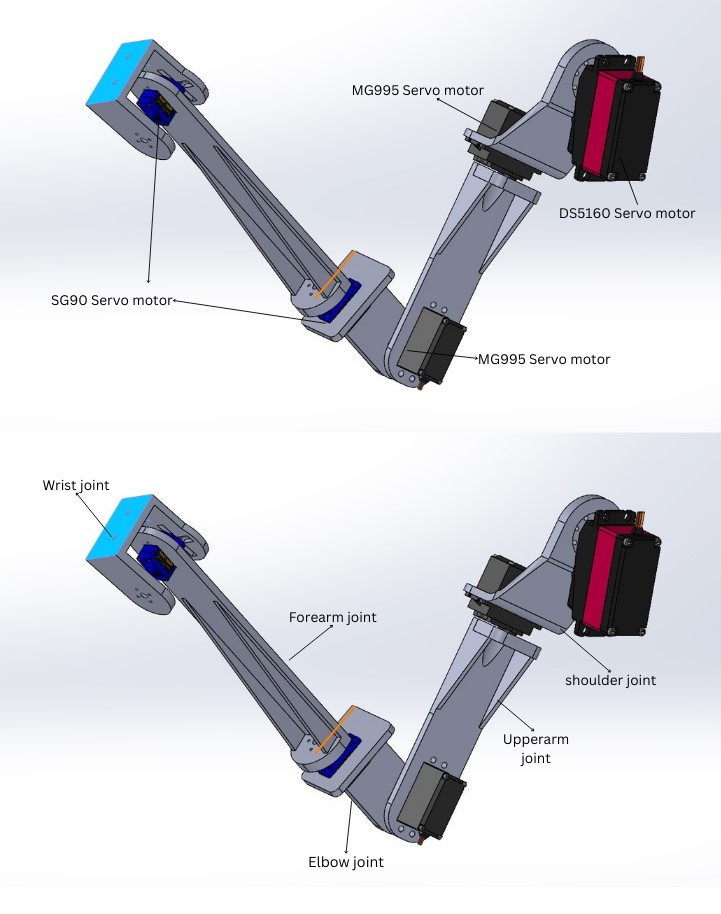 MG995 Servo motor
DS5160 Servo motor
SG90 Servo motor
MG995 Servo motor
Wrist joint
Forearm joint
shoulder joint
Upperarm
joint
Elbow joint